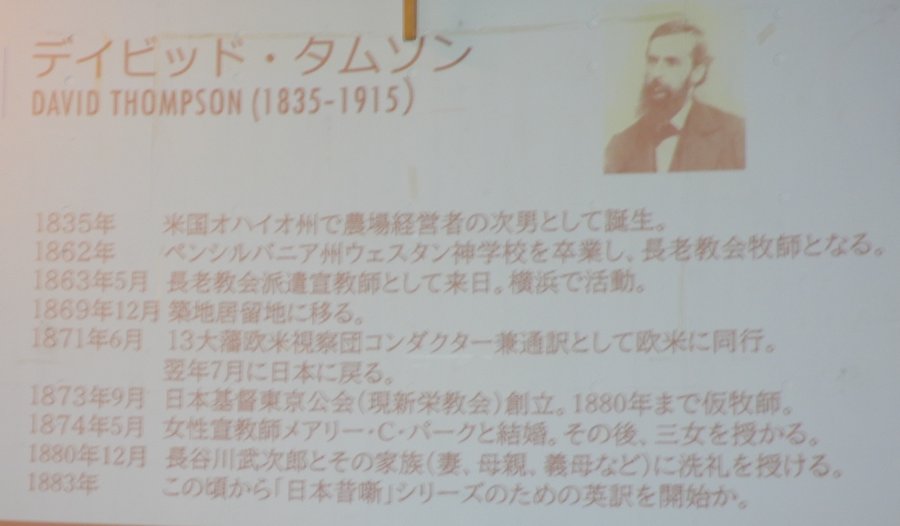 デイビッド・タムソン
DAVID THOMPSON (1835-1915)
1835年 米国オハイオ州で農場経営者の次男として誕生。
1862年 ペンシルバニア州ウェスタン神学校を卒業し、長老教会牧師となる。
1863年5月 長老教会派遣宣教師として来日。横浜で活動。
1869年12月 築地居留地に移る。
1871年6月 13大藩欧米視察団コンダクター兼通訳として欧米に同行。
翌年7月に日本に戻る。
1873年9月 日本基督東京公会（現新栄教会）創立。1880年まで仮牧師。
1874年5月 女性宣教師メアリー・C・パークと結婚。その後、三女を授かる。
1880年12月 長谷川武次郎とその家族（妻、母親、義母など）に洗礼を授ける。
1883年 この頃から「日本昔噺」シリーズのための英訳を開始か。